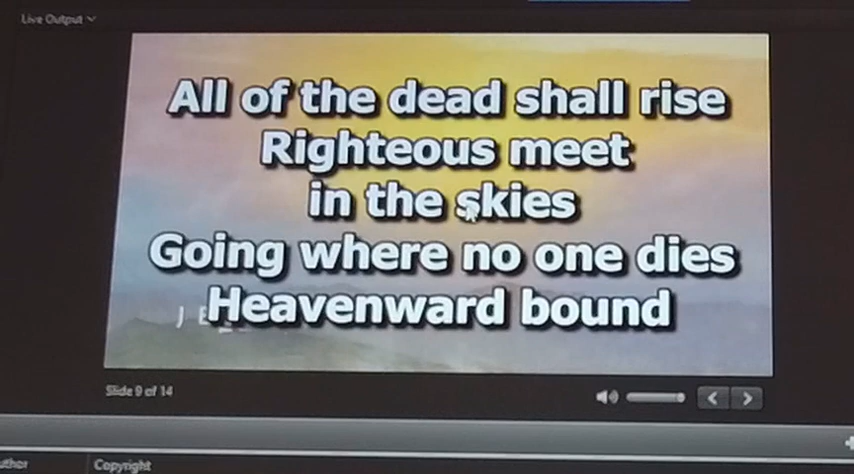 Live Output
All of the dead shall rise
Righteous meet
in the skies
Going where no one dies
Heavenward bound
J E
Slide 9 of 14
uthor
Copyright